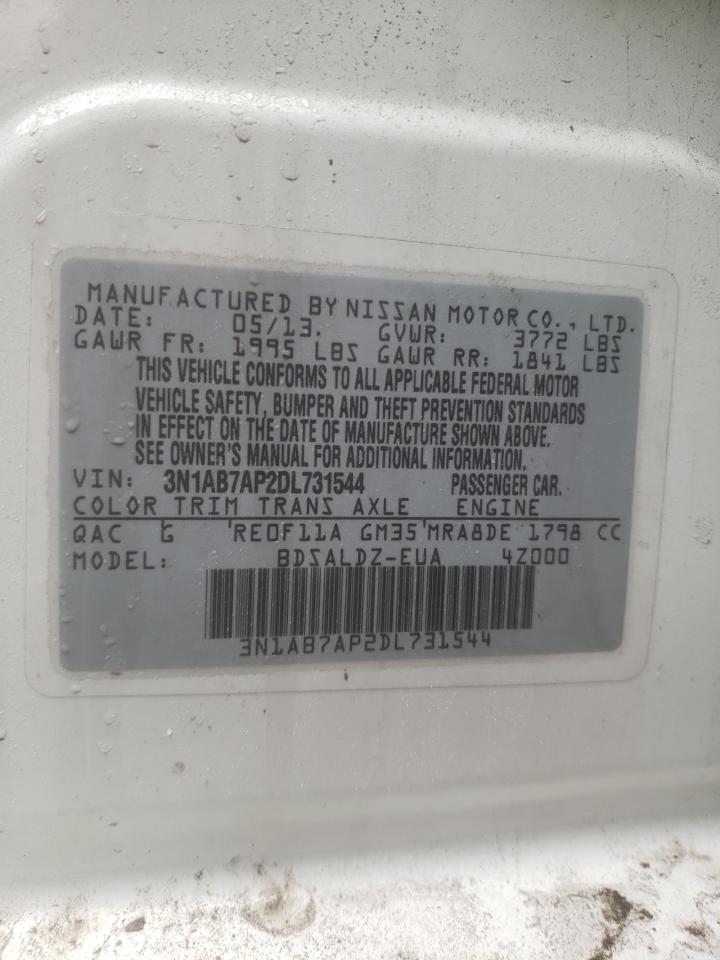 MANUFACTURED BY NISSAN MOTOR CO., LTD.
DATE: 05/13. GVWR: 3772 LBS
GAWR FR: 1995 LBS GAWR RR: 1841 LBS
THIS VEHICLE CONFORMS TO ALL APPLICABLE FEDERAL MOTOR
VEHICLE SAFETY, BUMPER AND THEFT PREVENTION STANDARDS
IN EFFECT ON THE DATE OF MANUFACTURE SHOWN ABOVE.
SEE OWNER'S MANUAL FOR ADDITIONAL INFORMATION.
VIN: 3N1AB7AP2DL731544 PASSENGER CAR.
COLOR TRIM TRANS AXLE ENGINE
QAC G RE0F11A GM35 MRA8DE 1798 CC
MODEL: BDSALDZ-EUA 4Z000
3N1AB7AP2DL731544